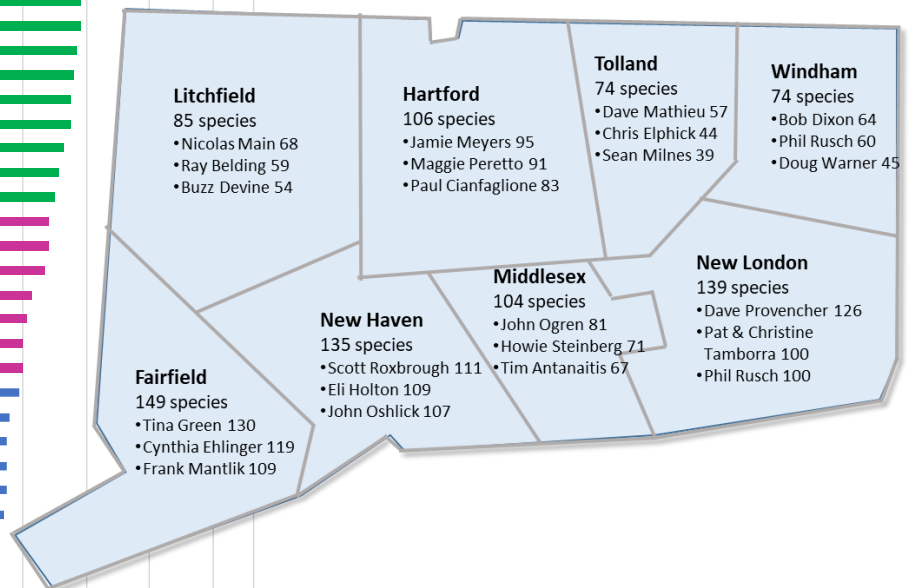 Litchfield
85 species
•Nicolas Main 68
•Ray Belding 59
•Buzz Devine 54
Hartford
106 species
•Jamie Meyers 95
•Maggie Peretto 91
•Paul Cianfaglione 83
Tolland
74 species
•Dave Mathieu 57
•Chris Elphick 44
•Sean Milnes 39
Windham
74 species
•Bob Dixon 64
•Phil Rusch 60
•Doug Warner 45
Fairfield
149 species
•Tina Green 130
•Cynthia Ehlinger 119
•Frank Mantlik 109
New Haven
135 species
•Scott Roxbrough 111
•Eli Holton 109
•John Oshlick 107
Middlesex
104 species
•John Ogren 81
•Howie Steinberg 71
•Tim Antanaitis 67
New London
139 species
•Dave Provencher 126
•Pat & Christine
Tamborra 100
•Phil Rusch 100